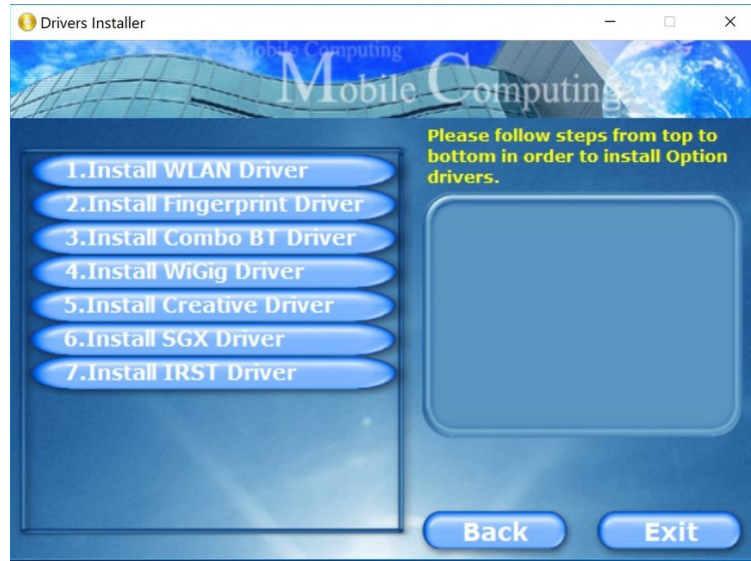 Drivers Installer
Mobile Computing
Mobile Computing
Please follow steps from top to
bottom in order to install Option
drivers.
1.Install WLAN Driver
2.Install Fingerprint Driver
3.Install Combo BT Driver
4.Install WiGig Driver
5.Install Creative Driver
6.Install SGX Driver
7.Install IRST Driver
Back
Exit